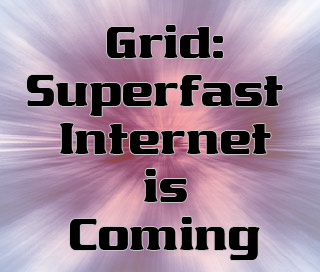 Grid:
Superfast
Internet
is
Coming